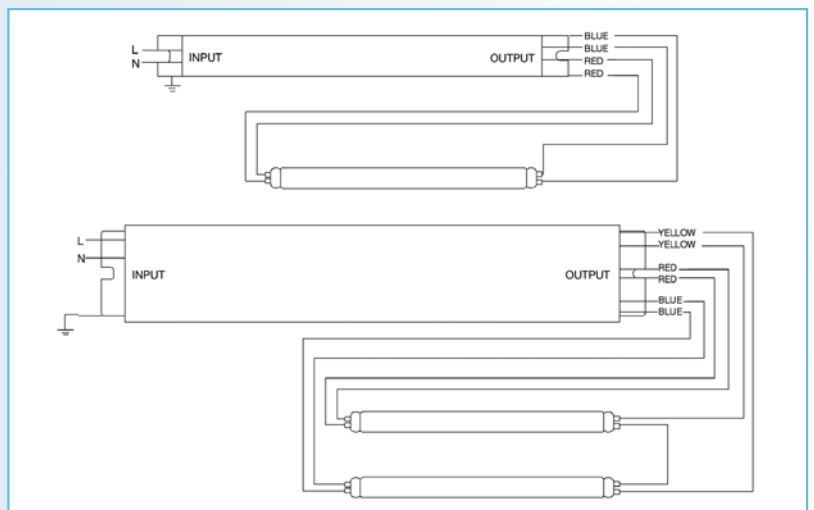 L
N
INPUT
OUTPUT
BLUE
BLUE
RED
RED
L
N
INPUT
OUTPUT
YELLOW
YELLOW
RED
RED
BLUE
BLUE